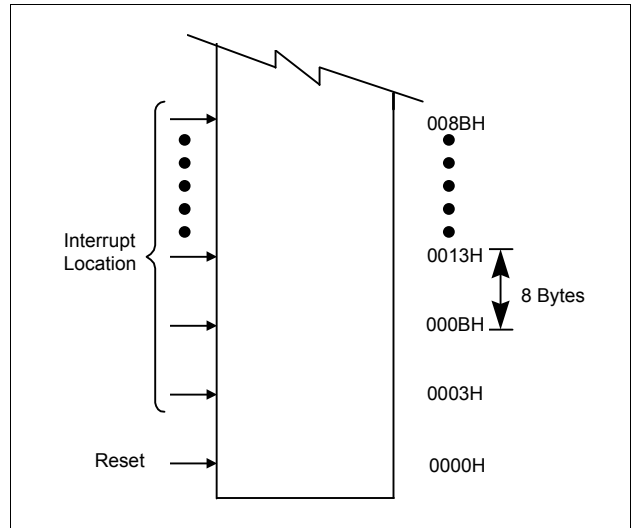 008BH
Interrupt
Location
0013H
8 Bytes
000BH
0003H
Reset
0000H